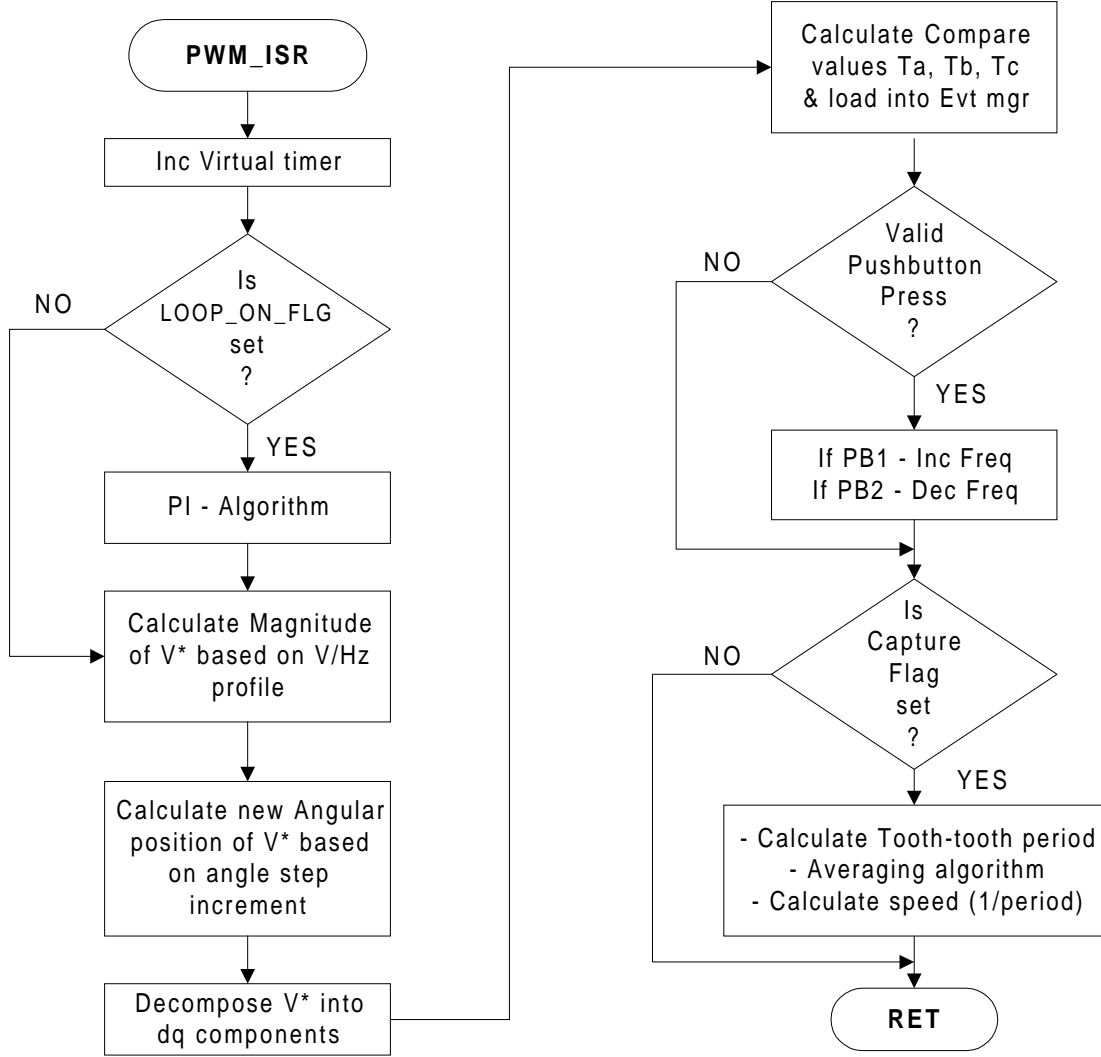 PWM_ISR
Inc Virtual timer
Is
LOOP_ON_FLG
set
?
NO
YES
PI - Algorithm
Calculate Magnitude
of V* based on V/Hz
profile
Calculate new Angular
position of V* based
on angle step
increment
Decompose V* into
dq components
Calculate Compare
values Ta, Tb, Tc
& load into Evt mgr
Valid
Pushbutton
Press
?
NO
YES
If PB1 - Inc Freq
If PB2 - Dec Freq
Is
Capture
Flag
set
?
NO
YES
- Calculate Tooth-tooth period
- Averaging algorithm
- Calculate speed (1/period)
RET